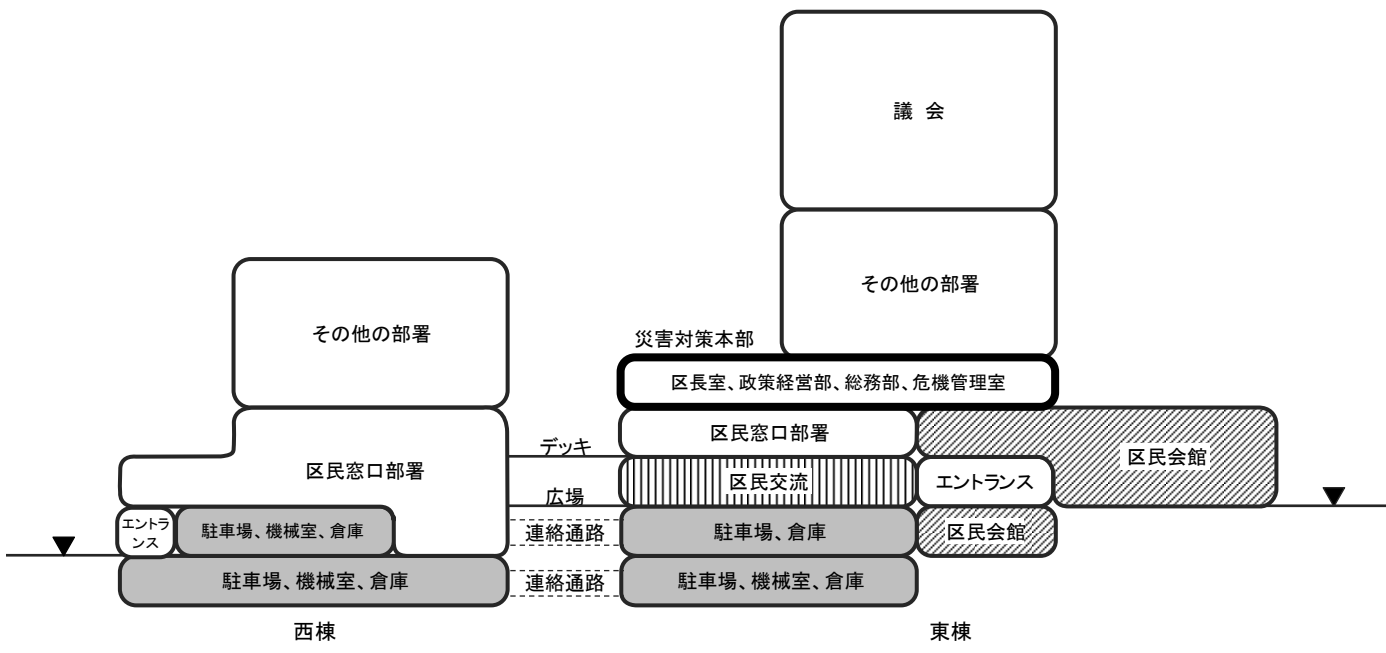 議 会
その他の部署
災害対策本部
区長室、政策経営部、総務部、危機管理室
その他の部署
区民窓口部署
区民窓口部署
デッキ
区民会館
区民交流
エントランス
広場
エントラ
ンス
駐車場、機械室、倉庫
連絡通路
駐車場、倉庫
区民会館
駐車場、機械室、倉庫
連絡通路
駐車場、機械室、倉庫
西棟
東棟